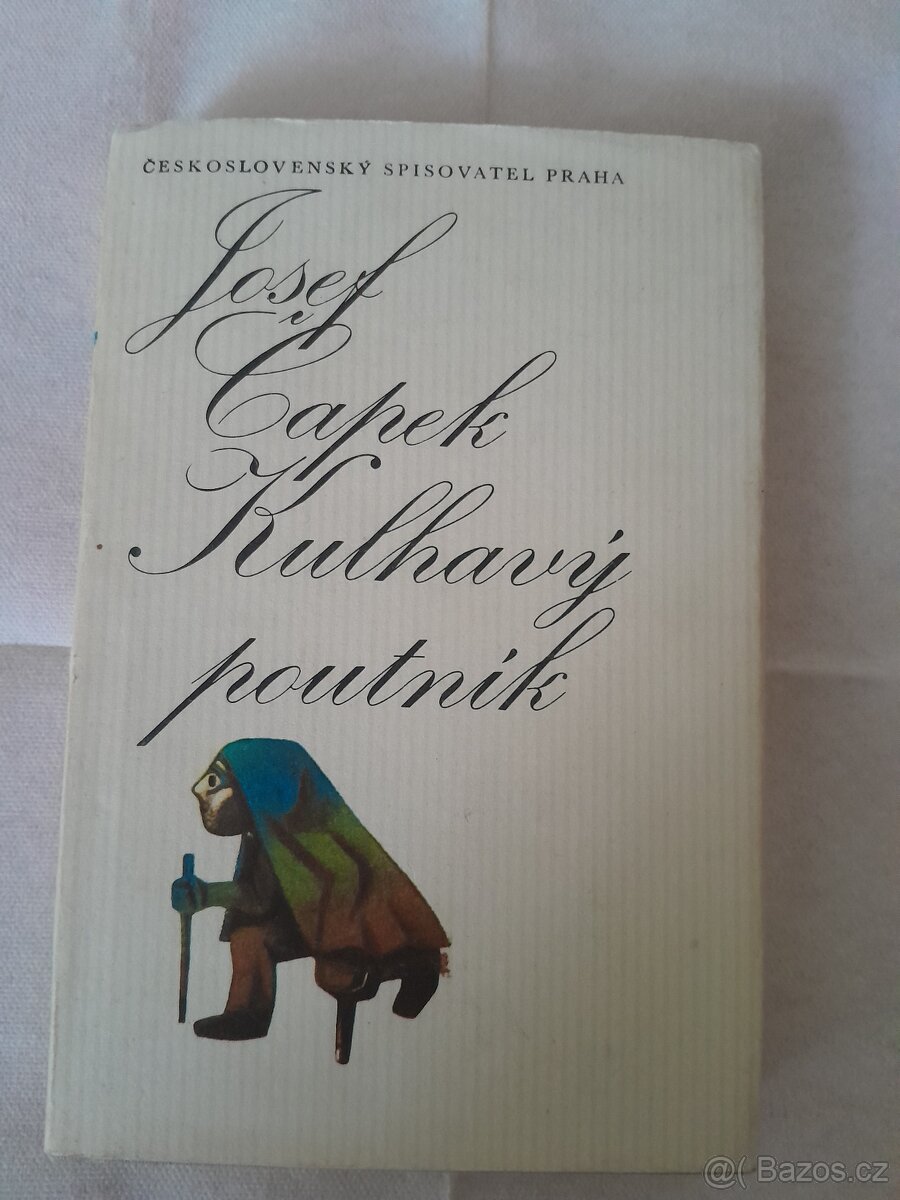 ČESKOSLOVENSKÝ SPISOVATEL PRAHA
Josef
Čapek
Kulhavý
poutník
@( Bazos.cz